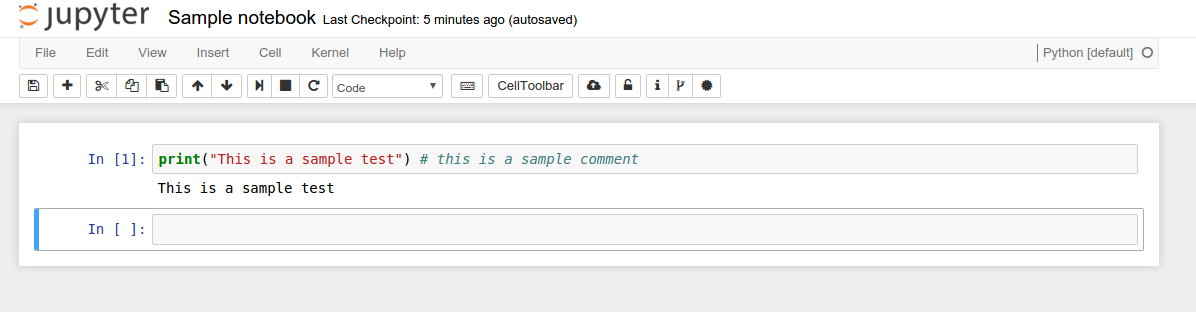 jupyter Sample notebook Last Checkpoint: 5 minutes ago (autosaved)
File Edit View Insert Cell Kernel Help Python [default]
Code CellToolbar
In [1]: print("This is a sample test") # this is a sample comment
This is a sample test
In [ ]: